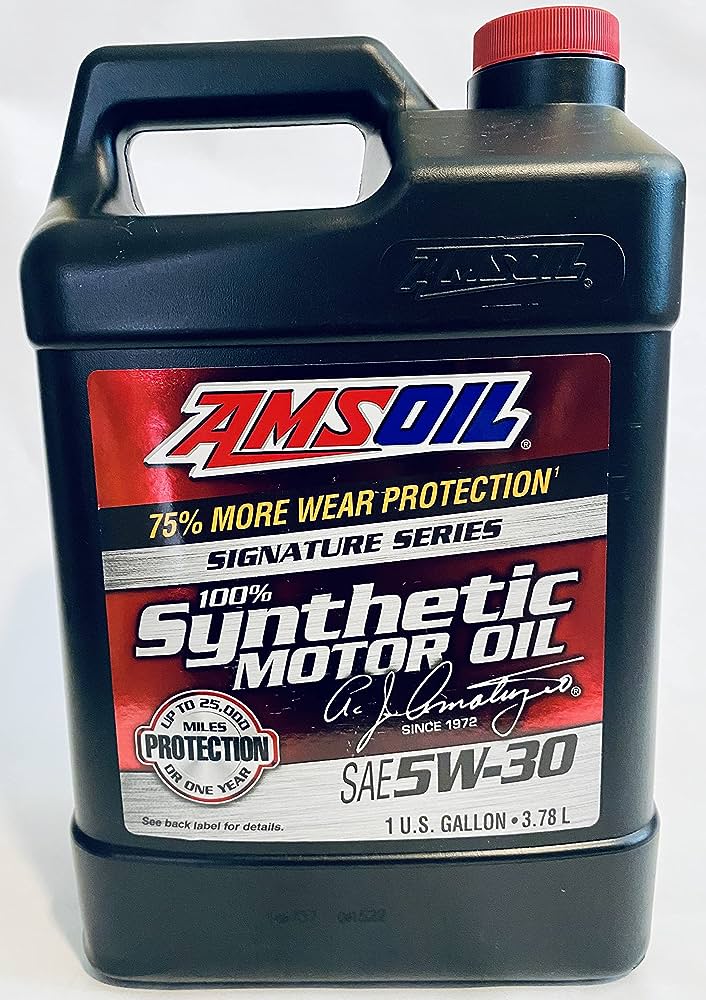 AMSOIL®
AMSOIL®
75% MORE WEAR PROTECTION¹
SIGNATURE SERIES
100%
Synthetic
MOTOR OIL
A. J. Amatuzio®
SINCE 1972
UP TO 25,000
MILES
PROTECTION
OR ONE YEAR
SAE 5W-30
See back label for details.
1 U.S. GALLON • 3.78 L